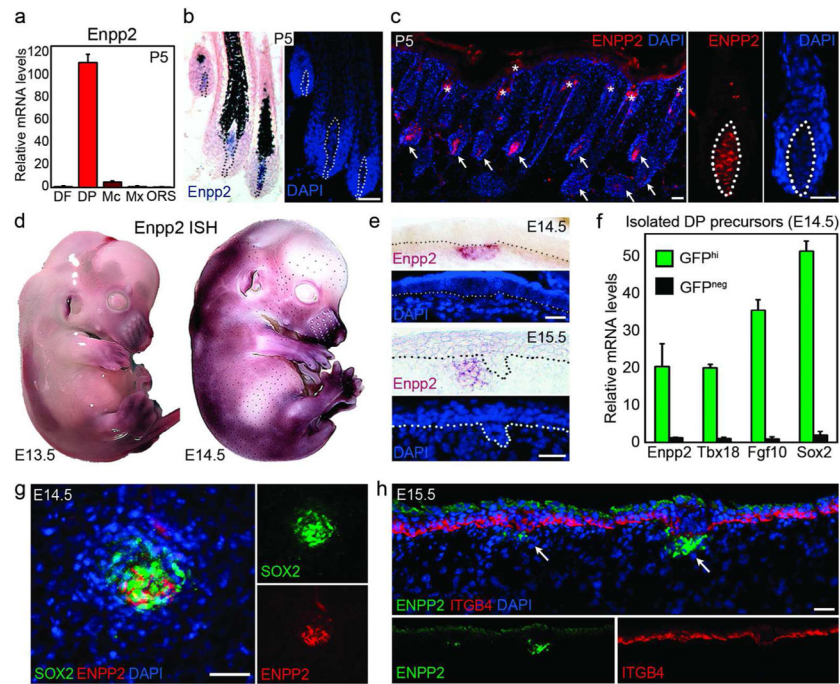 a
Enpp2
P5
Relative mRNA levels
120
100
80
60
40
20
0
DF DP Mc Mx ORS
b
P5
Enpp2
DAPI
c
P5
ENPP2 DAPI
ENPP2
DAPI
d
Enpp2 ISH
E13.5
E14.5
e
E14.5
Enpp2
DAPI
E15.5
Enpp2
DAPI
f
Isolated DP precursors (E14.5)
GFPhi
GFPneg
Relative mRNA levels
50
40
30
20
10
0
Enpp2 Tbx18 Fgf10 Sox2
g
E14.5
SOX2 ENPP2 DAPI
SOX2
ENPP2
h
E15.5
ENPP2 ITGB4 DAPI
ENPP2
ITGB4